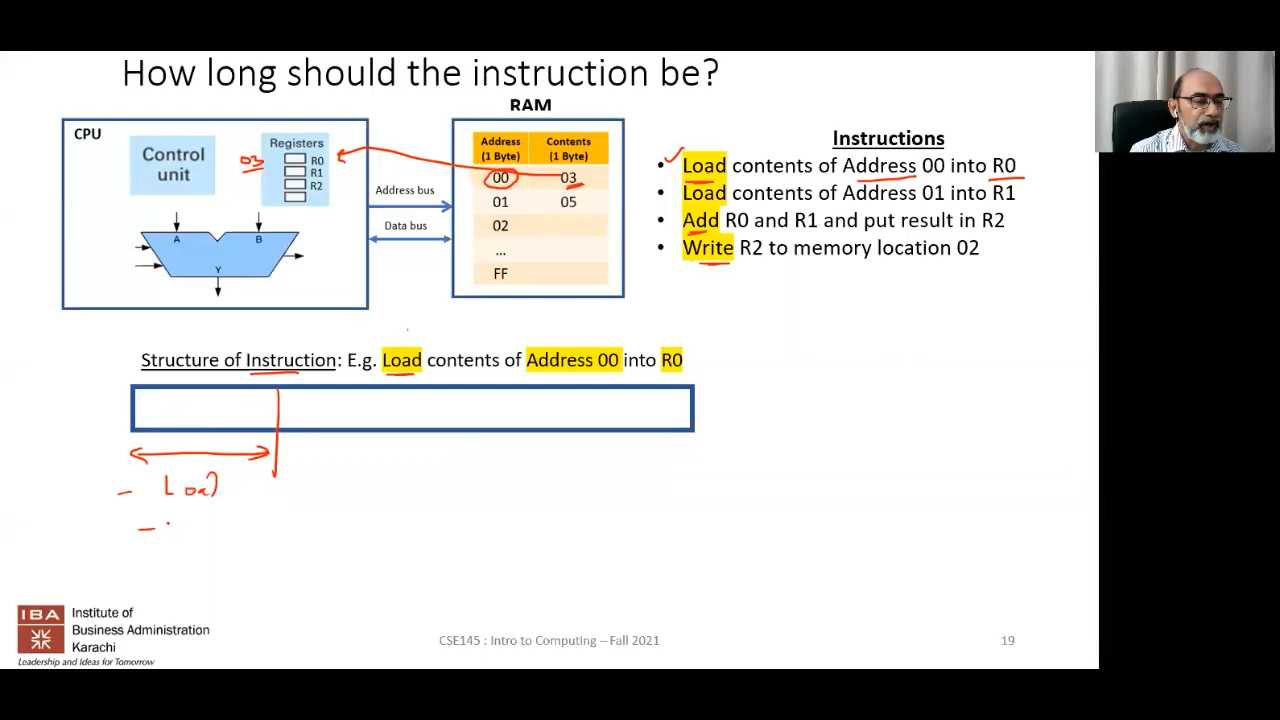 How long should the instruction be?
RAM
CPU
Control
unit
Registers
R0
R1
R2
03
A
B
Y
Address bus
Data bus
Address
(1 Byte)
Contents
(1 Byte)
00 03
01 05
02
...
FF
Instructions
• Load contents of Address 00 into R0
• Load contents of Address 01 into R1
• Add R0 and R1 and put result in R2
• Write R2 to memory location 02
Structure of Instruction: E.g. Load contents of Address 00 into R0
- Load
-
IBA
Institute of
Business Administration
Karachi
Leadership and Ideas for Tomorrow
CSE145 : Intro to Computing – Fall 2021
19